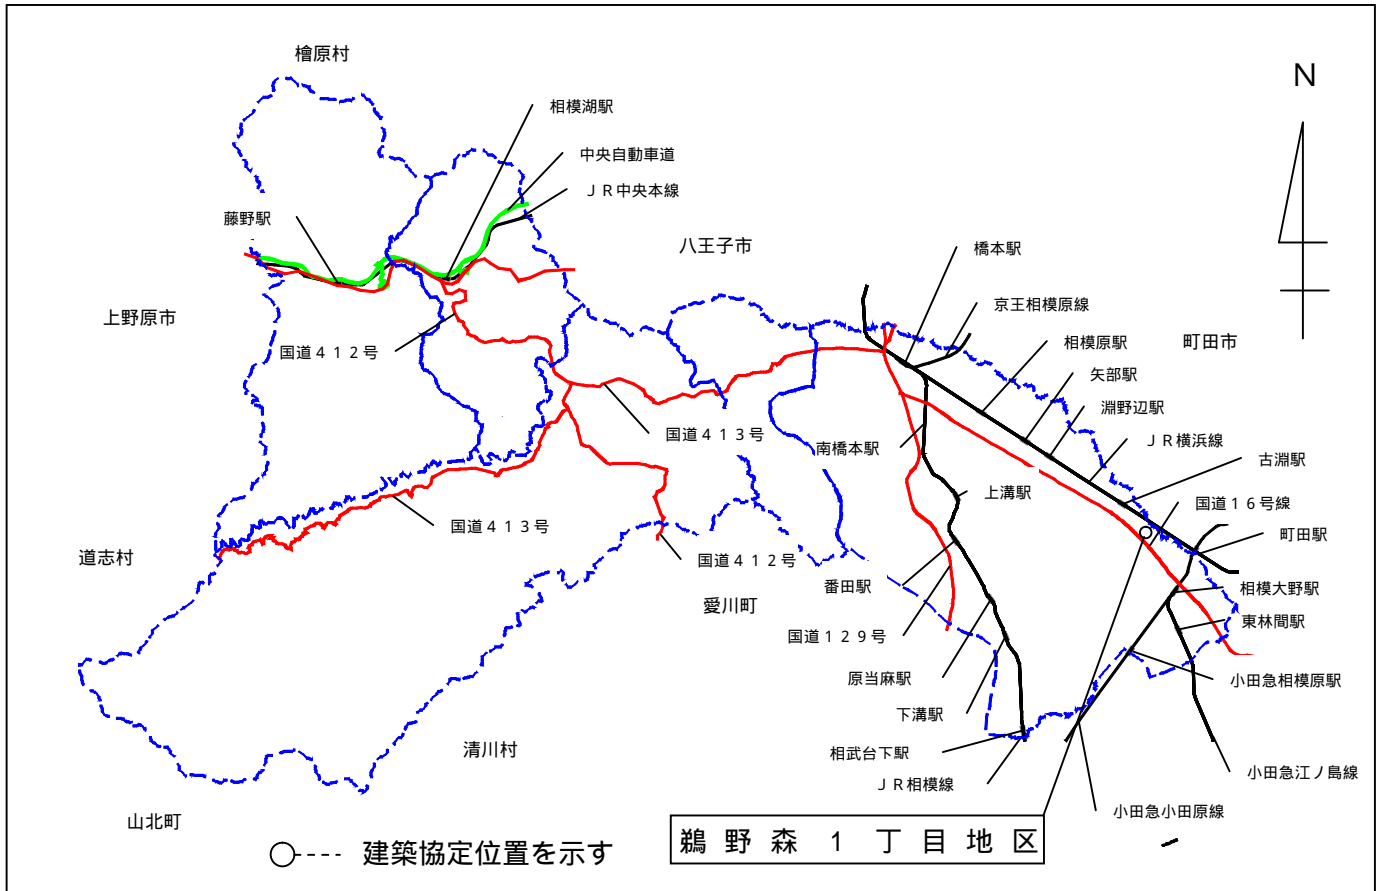 檜原村
N
相模湖駅
中央自動車道
ＪＲ中央本線
藤野駅
八王子市
橋本駅
京王相模原線
上野原市
相模原駅
町田市
国道４１２号
矢部駅
淵野辺駅
国道４１３号
南橋本駅
ＪＲ横浜線
古淵駅
上溝駅
国道１６号線
国道４１３号
町田駅
道志村
国道４１２号
番田駅
相模大野駅
愛川町
東林間駅
国道１２９号
原当麻駅
小田急相模原駅
下溝駅
清川村
相武台下駅
小田急江ノ島線
ＪＲ相模線
小田急小田原線
山北町
建築協定位置を示す
鵜野森１丁目地区